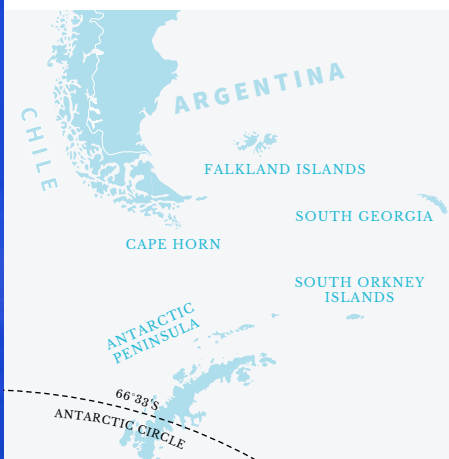 ARGENTINA
CHILE
FALKLAND ISLANDS
SOUTH GEORGIA
CAPE HORN
SOUTH ORKNEY
ISLANDS
ANTARCTIC
PENINSULA
66°33'S
ANTARCTIC CIRCLE